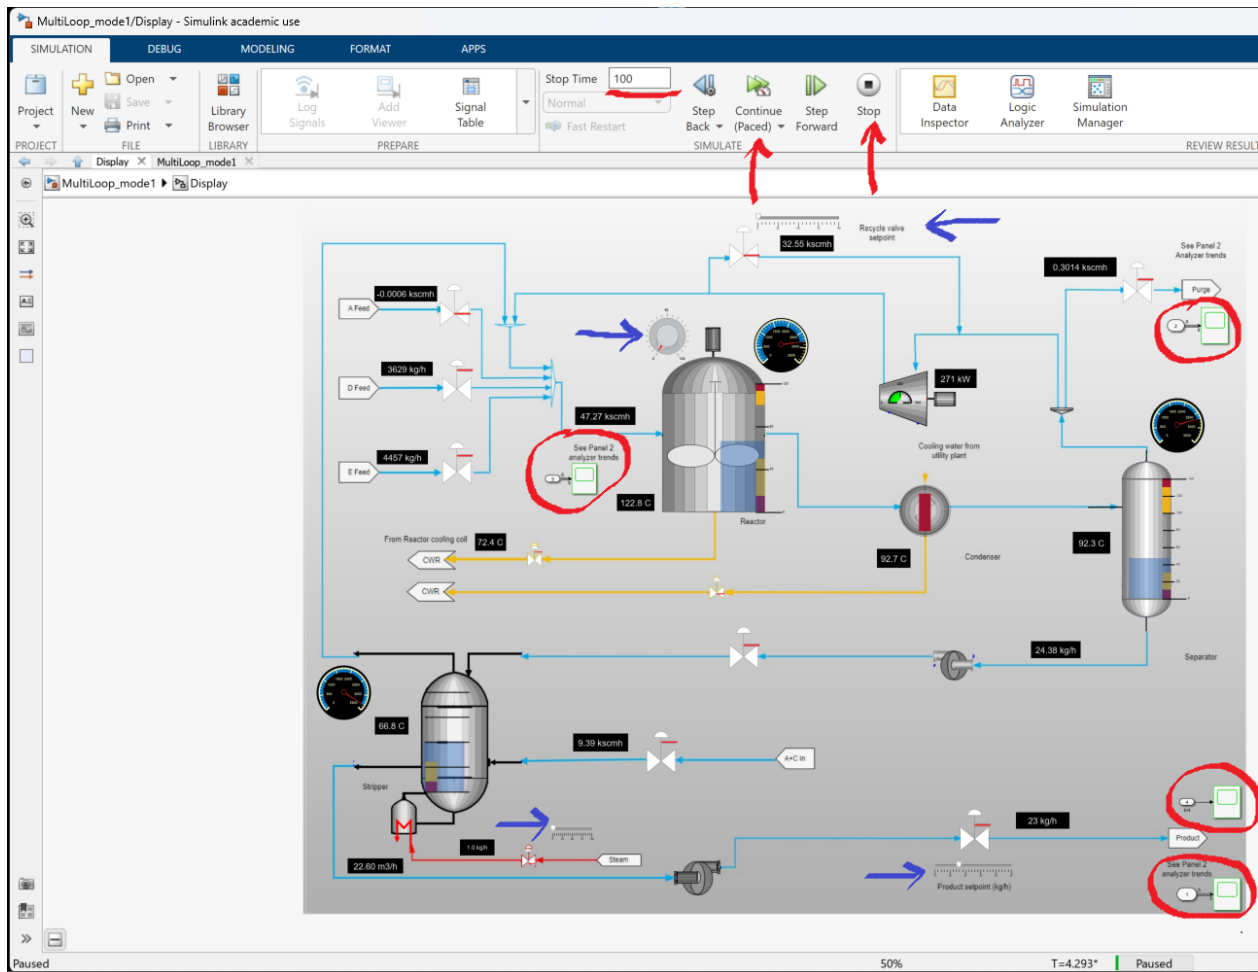 MultiLoop_mode1/Display - Simulink academic use
SIMULATION DEBUG MODELING FORMAT APPS
Project
New
Open
Save
Print
Library Browser
Log Signals
Add Viewer
Signal Table
Stop Time 100
Normal
Fast Restart
Step Back
Continue (Paced)
Step Forward
Stop
Data Inspector
Logic Analyzer
Simulation Manager
PROJECT FILE LIBRARY PREPARE SIMULATE REVIEW RESULT
Display MultiLoop_mode1
MultiLoop_mode1 Display
32.55 kscmh
Recycle valve
setpoint
See Panel 2
Analyzer trends
0.3014 kscmh
Purge
2
-0.0006 kscmh
A Feed
3629 kg/h
D Feed
4457 kg/h
E Feed
47.27 kscmh
See Panel 2
analyzer trends
3
122.8 C
Reactor
271 kW
Cooling water from
utility plant
From Reactor cooling coil
72.4 C
CWR
CWR
92.7 C
Condenser
92.3 C
24.38 kg/h
Separator
66.8 C
Stripper
9.39 kscmh
A+C In
1.0 kg/h
Steam
22.60 m3/h
23 kg/h
4
Product
Product setpoint (kg/h)
See Panel 2
analyzer trends
1
Paused 50% T=4.293* Paused